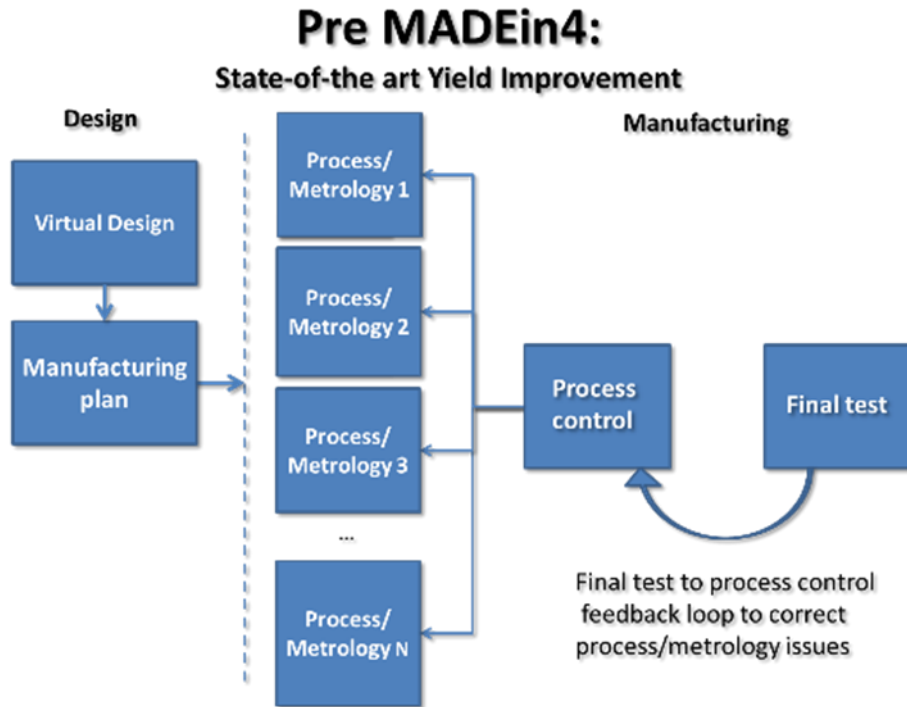 Pre MADEin4:
State-of-the art Yield Improvement
Design
Manufacturing
Virtual Design
Manufacturing
plan
Process/
Metrology 1
Process/
Metrology 2
Process/
Metrology 3
...
Process/
Metrology N
Process
control
Final test
Final test to process control
feedback loop to correct
process/metrology issues